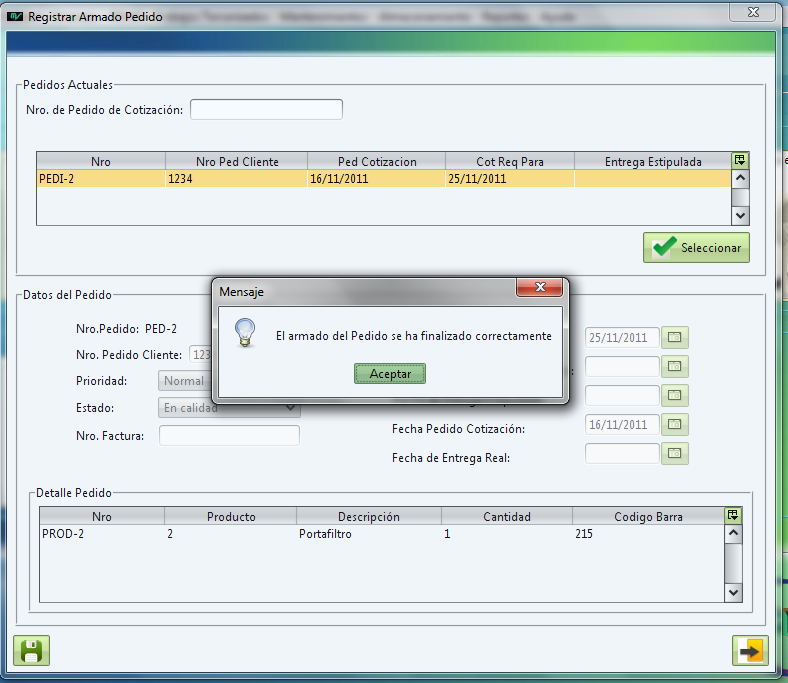 Registrar Armado Pedido
Pedidos Actuales
Nro. de Pedido de Cotización:
Nro Nro Ped Cliente Ped Cotizacion Cot Req Para Entrega Estipulada
PEDI-2 1234 16/11/2011 25/11/2011
Seleccionar
Datos del Pedido
Mensaje
El armado del Pedido se ha finalizado correctamente
Aceptar
Nro.Pedido: PED-2
25/11/2011
Nro. Pedido Cliente: 123
Prioridad: Normal
Estado: En calidad
Fecha Pedido Cotización: 16/11/2011
Nro. Factura:
Fecha de Entrega Real:
Detalle Pedido
Nro Producto Descripción Cantidad Codigo Barra
PROD-2 2 Portafiltro 1 215